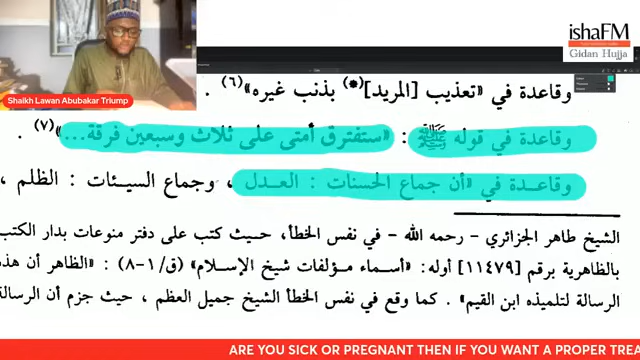 ishaFM
Gidan Hujja
Shaikh Lawan Abubakar Triump
وقاعدة في «تعذيب [المريد](*) بذنب غيره»(٦) .
وقاعدة في قوله ﷺ : «ستفترق أمتى على ثلاث وسبعين فرقة...»(٧) .
وقاعـدة في «أن جماع الحسنات : العـدل ، وجماع السيـئات : الظلم ،
الشيخ طاهر الجزائري - رحمه الله - في نفس الخطأ، حيث كتب على دفتر منوعات بدار الكتب
بالظاهرية برقم [١١٤٧٩] أوله: «أسماء مؤلفات شيخ الإسلام» (ق/١-٨) : «الظاهر أن هذه
الرسالة لتلميذه ابن القيم» . كما وقع في نفس الخطأ الشيخ جميل العظم ، حيث جزم أن الرسالة
ARE YOU SICK OR PREGNANT THEN IF YOU WANT A PROPER TREA